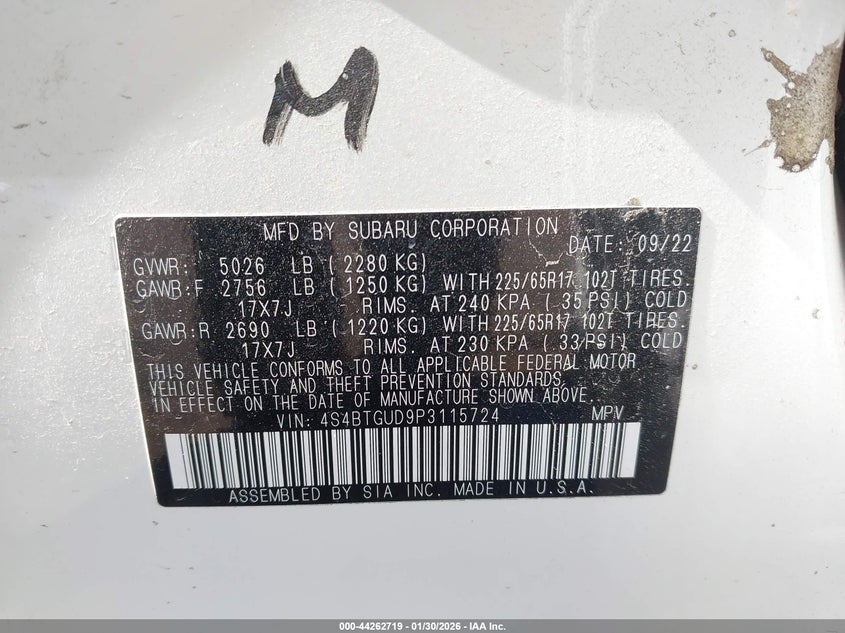 M
MFD BY SUBARU CORPORATION DATE: 09/22
GVWR: 5026 LB ( 2280 KG)
GAWR:F 2756 LB ( 1250 KG) WITH 225/65R17 102T TIRES.
17X7J RIMS. AT 240 KPA ( 35 PSI) COLD
GAWR:R 2690 LB ( 1220 KG) WITH 225/65R17 102T TIRES.
17X7J RIMS. AT 230 KPA ( 33 PSI) COLD
THIS VEHICLE CONFORMS TO ALL APPLICABLE FEDERAL MOTOR
VEHICLE SAFETY AND THEFT PREVENTION STANDARDS
IN EFFECT ON THE DATE OF MANUFACTURE SHOWN ABOVE.
VIN: 4S4BTGUD9P3115724 MPV
ASSEMBLED BY SIA INC. MADE IN U.S.A.
000-44262719 - 01/30/2026 - IAA Inc.